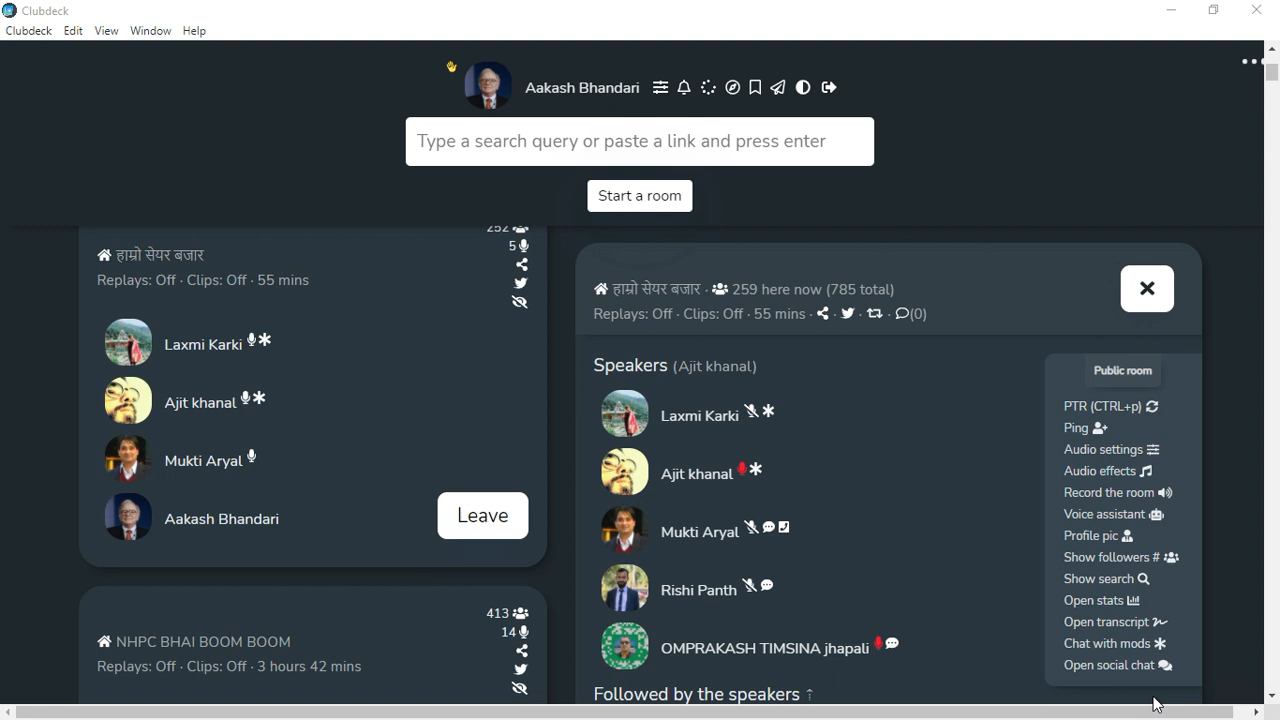 Clubdeck
Clubdeck Edit View Window Help
Aakash Bhandari
Type a search query or paste a link and press enter
Start a room
252
हाम्रो सेयर बजार
5
Replays: Off · Clips: Off · 55 mins
Laxmi Karki
Ajit khanal
Mukti Aryal
Aakash Bhandari
Leave
413
NHPC BHAI BOOM BOOM
14
Replays: Off · Clips: Off · 3 hours 42 mins
हाम्रो सेयर बजार · 259 here now (785 total)
Replays: Off · Clips: Off · 55 mins · (0)
Speakers (Ajit khanal)
Laxmi Karki
Ajit khanal
Mukti Aryal
Rishi Panth
OMPRAKASH TIMSINA jhapali
Followed by the speakers ↑
Public room
PTR (CTRL+p)
Ping
Audio settings
Audio effects
Record the room
Voice assistant
Profile pic
Show followers #
Show search
Open stats
Open transcript
Chat with mods
Open social chat